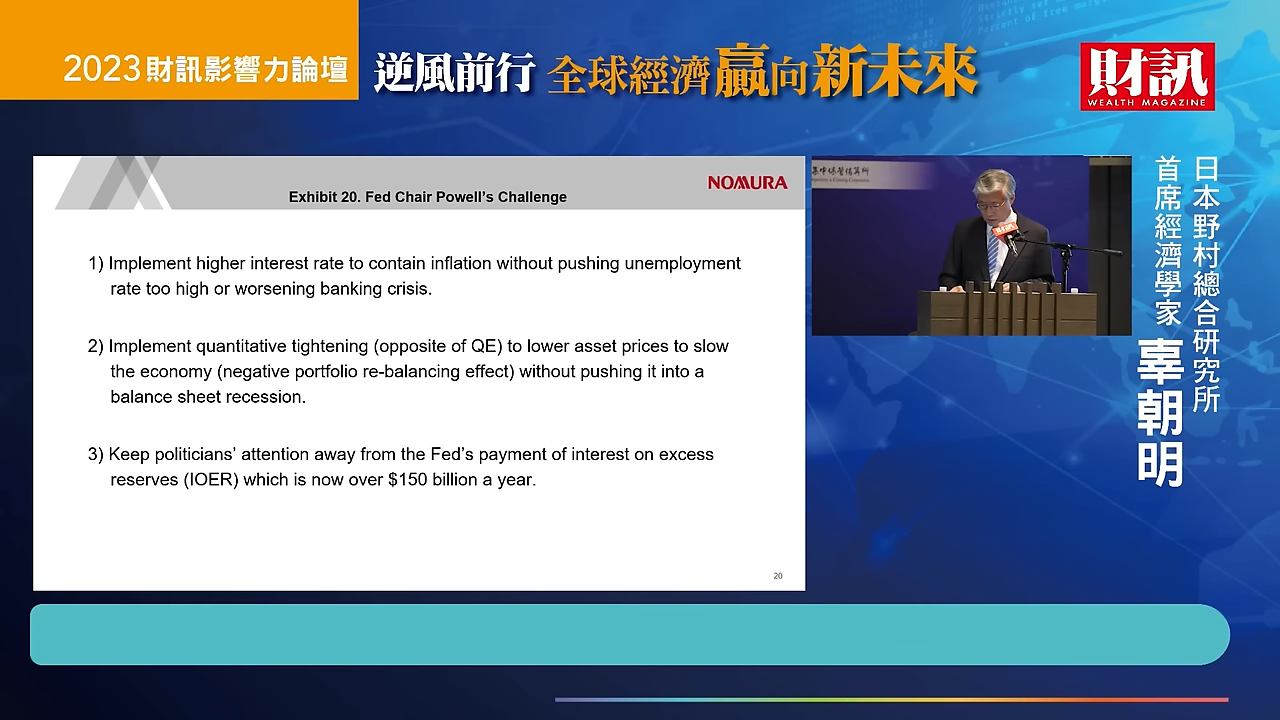 2023財訊影響力論壇
逆風前行 全球經濟贏向新未來
財訊
WEALTH MAGAZINE
NOMURA
Exhibit 20. Fed Chair Powell's Challenge
1) Implement higher interest rate to contain inflation without pushing unemployment
rate too high or worsening banking crisis.
2) Implement quantitative tightening (opposite of QE) to lower asset prices to slow
the economy (negative portfolio re-balancing effect) without pushing it into a
balance sheet recession.
3) Keep politicians' attention away from the Fed's payment of interest on excess
reserves (IOER) which is now over $150 billion a year.
20
財訊
日本野村總合研究所
首席經濟學家 辜朝明